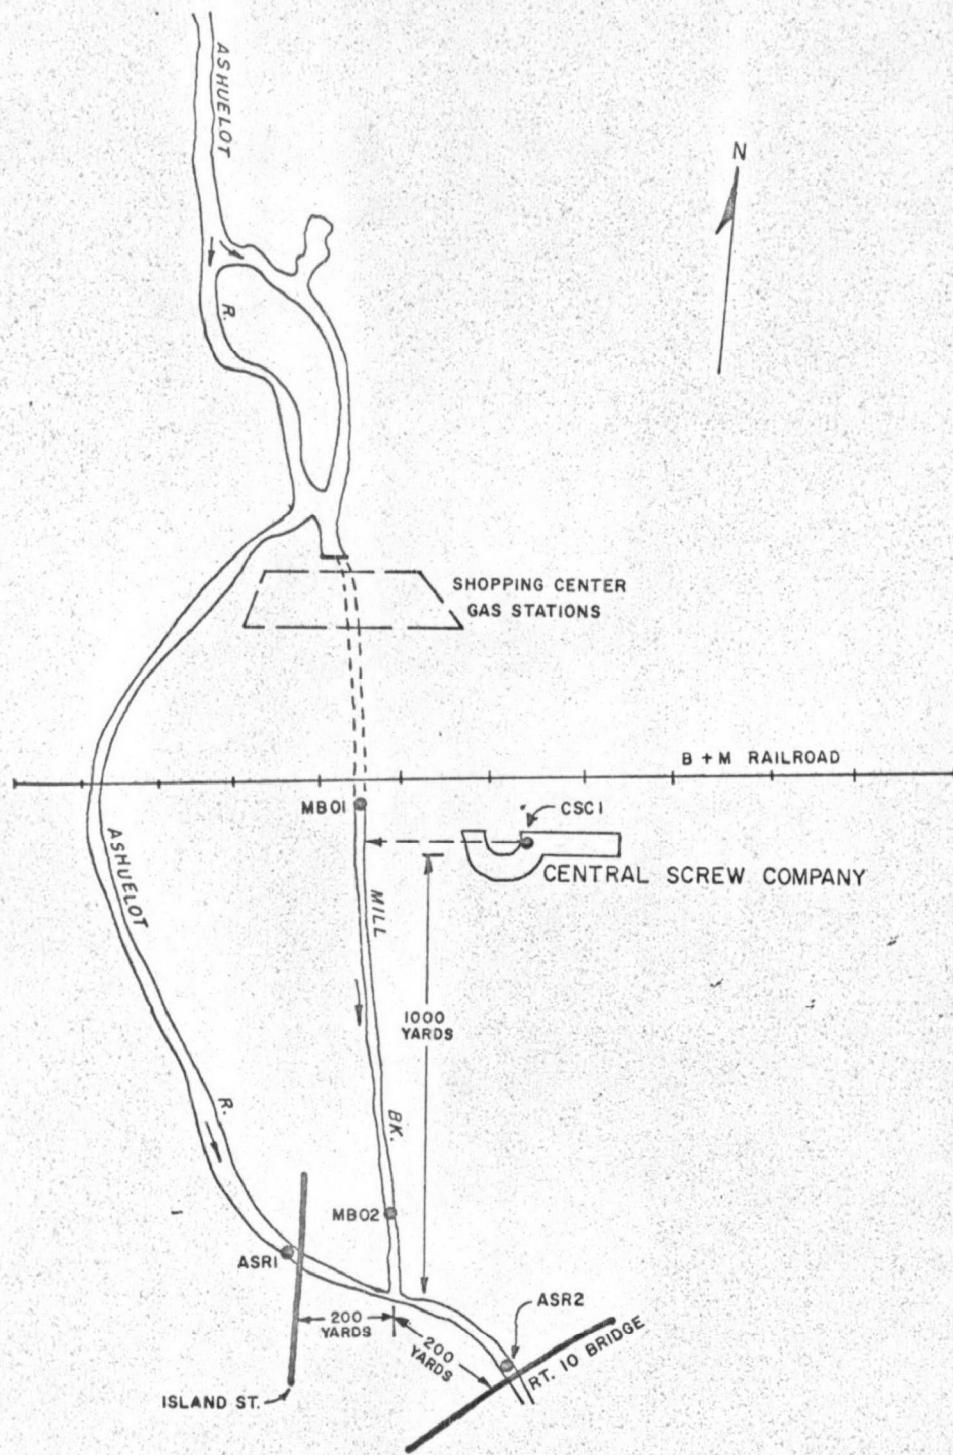 ASHUELOT
R.
N
SHOPPING CENTER
GAS STATIONS
B + M RAILROAD
MB01
CSC1
CENTRAL SCREW COMPANY
ASHUELOT
R.
MILL
BK.
1000
YARDS
MB02
ASR1
ASR2
200
YARDS
200
YARDS
RT. 10 BRIDGE
ISLAND ST.